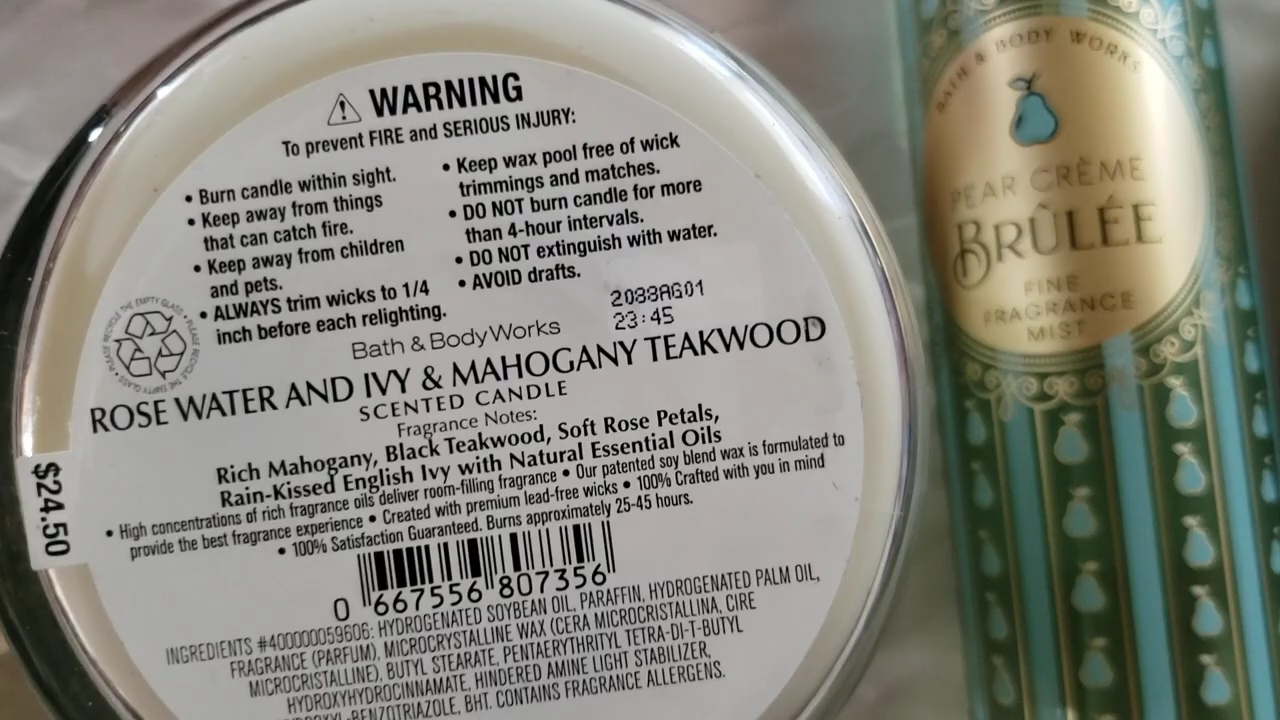 WARNING
To prevent FIRE and SERIOUS INJURY:
• Burn candle within sight.
• Keep away from things
that can catch fire.
• Keep away from children
and pets.
• ALWAYS trim wicks to 1/4
inch before each relighting.
• Keep wax pool free of wick
trimmings and matches.
• DO NOT burn candle for more
than 4-hour intervals.
• DO NOT extinguish with water.
• AVOID drafts.
2083AG01
23:45
PLEASE RECYCLE THE EMPTY GLASS • PLEASE RECYCLE THE EMPTY GLASS •
Bath & Body Works
ROSE WATER AND IVY & MAHOGANY TEAKWOOD
SCENTED CANDLE
Fragrance Notes:
Rich Mahogany, Black Teakwood, Soft Rose Petals,
Rain-Kissed English Ivy with Natural Essential Oils
• High concentrations of rich fragrance oils deliver room-filling fragrance • Our patented soy blend wax is formulated to
provide the best fragrance experience • Created with premium lead-free wicks • 100% Crafted with you in mind
• 100% Satisfaction Guaranteed. Burns approximately 25-45 hours.
$24.50
0 667556 807356
INGREDIENTS #400000059606: HYDROGENATED SOYBEAN OIL, PARAFFIN, HYDROGENATED PALM OIL,
FRAGRANCE (PARFUM), MICROCRYSTALLINE WAX (CERA MICROCRISTALLINA, CIRE
MICROCRISTALLINE), BUTYL STEARATE, PENTAERYTHRITYL TETRA-DI-T-BUTYL
HYDROXYHYDROCINNAMATE, HINDERED AMINE LIGHT STABILIZER,
BENZOTRIAZOLE, BHT. CONTAINS FRAGRANCE ALLERGENS.
BATH & BODY WORKS
PEAR CRÈME
BRÛLÉE
FINE
FRAGRANCE
MIST